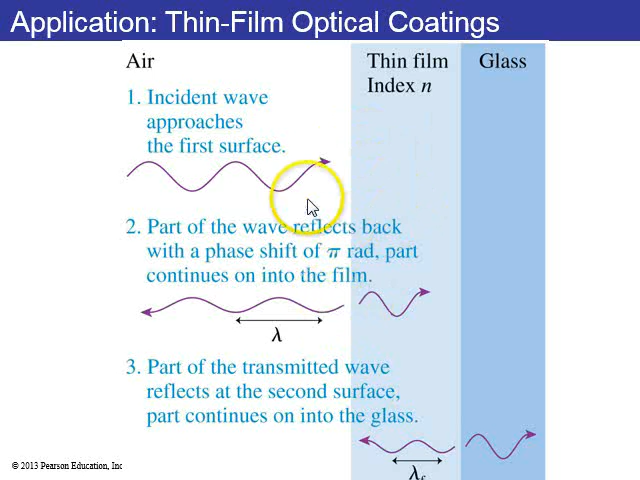 Application: Thin-Film Optical Coatings
Air
Thin film
Index n
Glass
1. Incident wave
approaches
the first surface.
2. Part of the wave reflects back
with a phase shift of π rad, part
continues on into the film.
λ
3. Part of the transmitted wave
reflects at the second surface,
part continues on into the glass.
λf
© 2013 Pearson Education, Inc